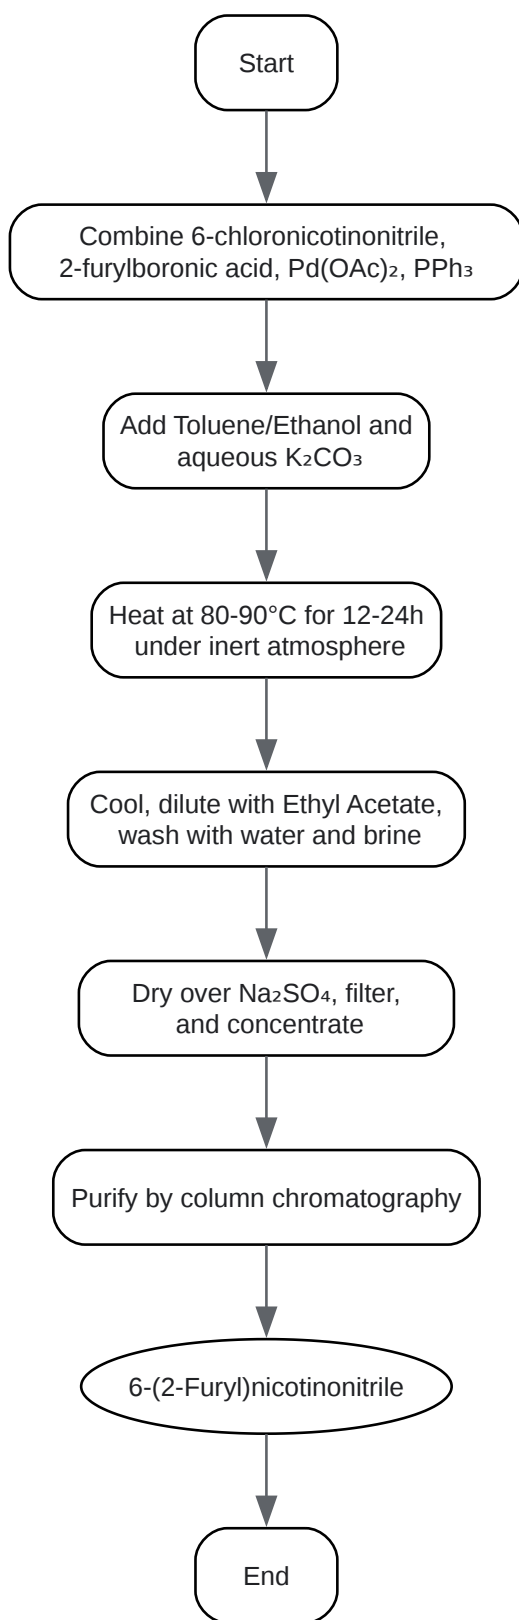 Start
Combine 6-chloronicotinonitrile,
2-furylboronic acid, Pd(OAc)₂, PPh₃
Add Toluene/Ethanol and
aqueous K₂CO₃
Heat at 80-90°C for 12-24h
under inert atmosphere
Cool, dilute with Ethyl Acetate,
wash with water and brine
Dry over Na₂SO₄, filter,
and concentrate
Purify by column chromatography
6-(2-Furyl)nicotinonitrile
End